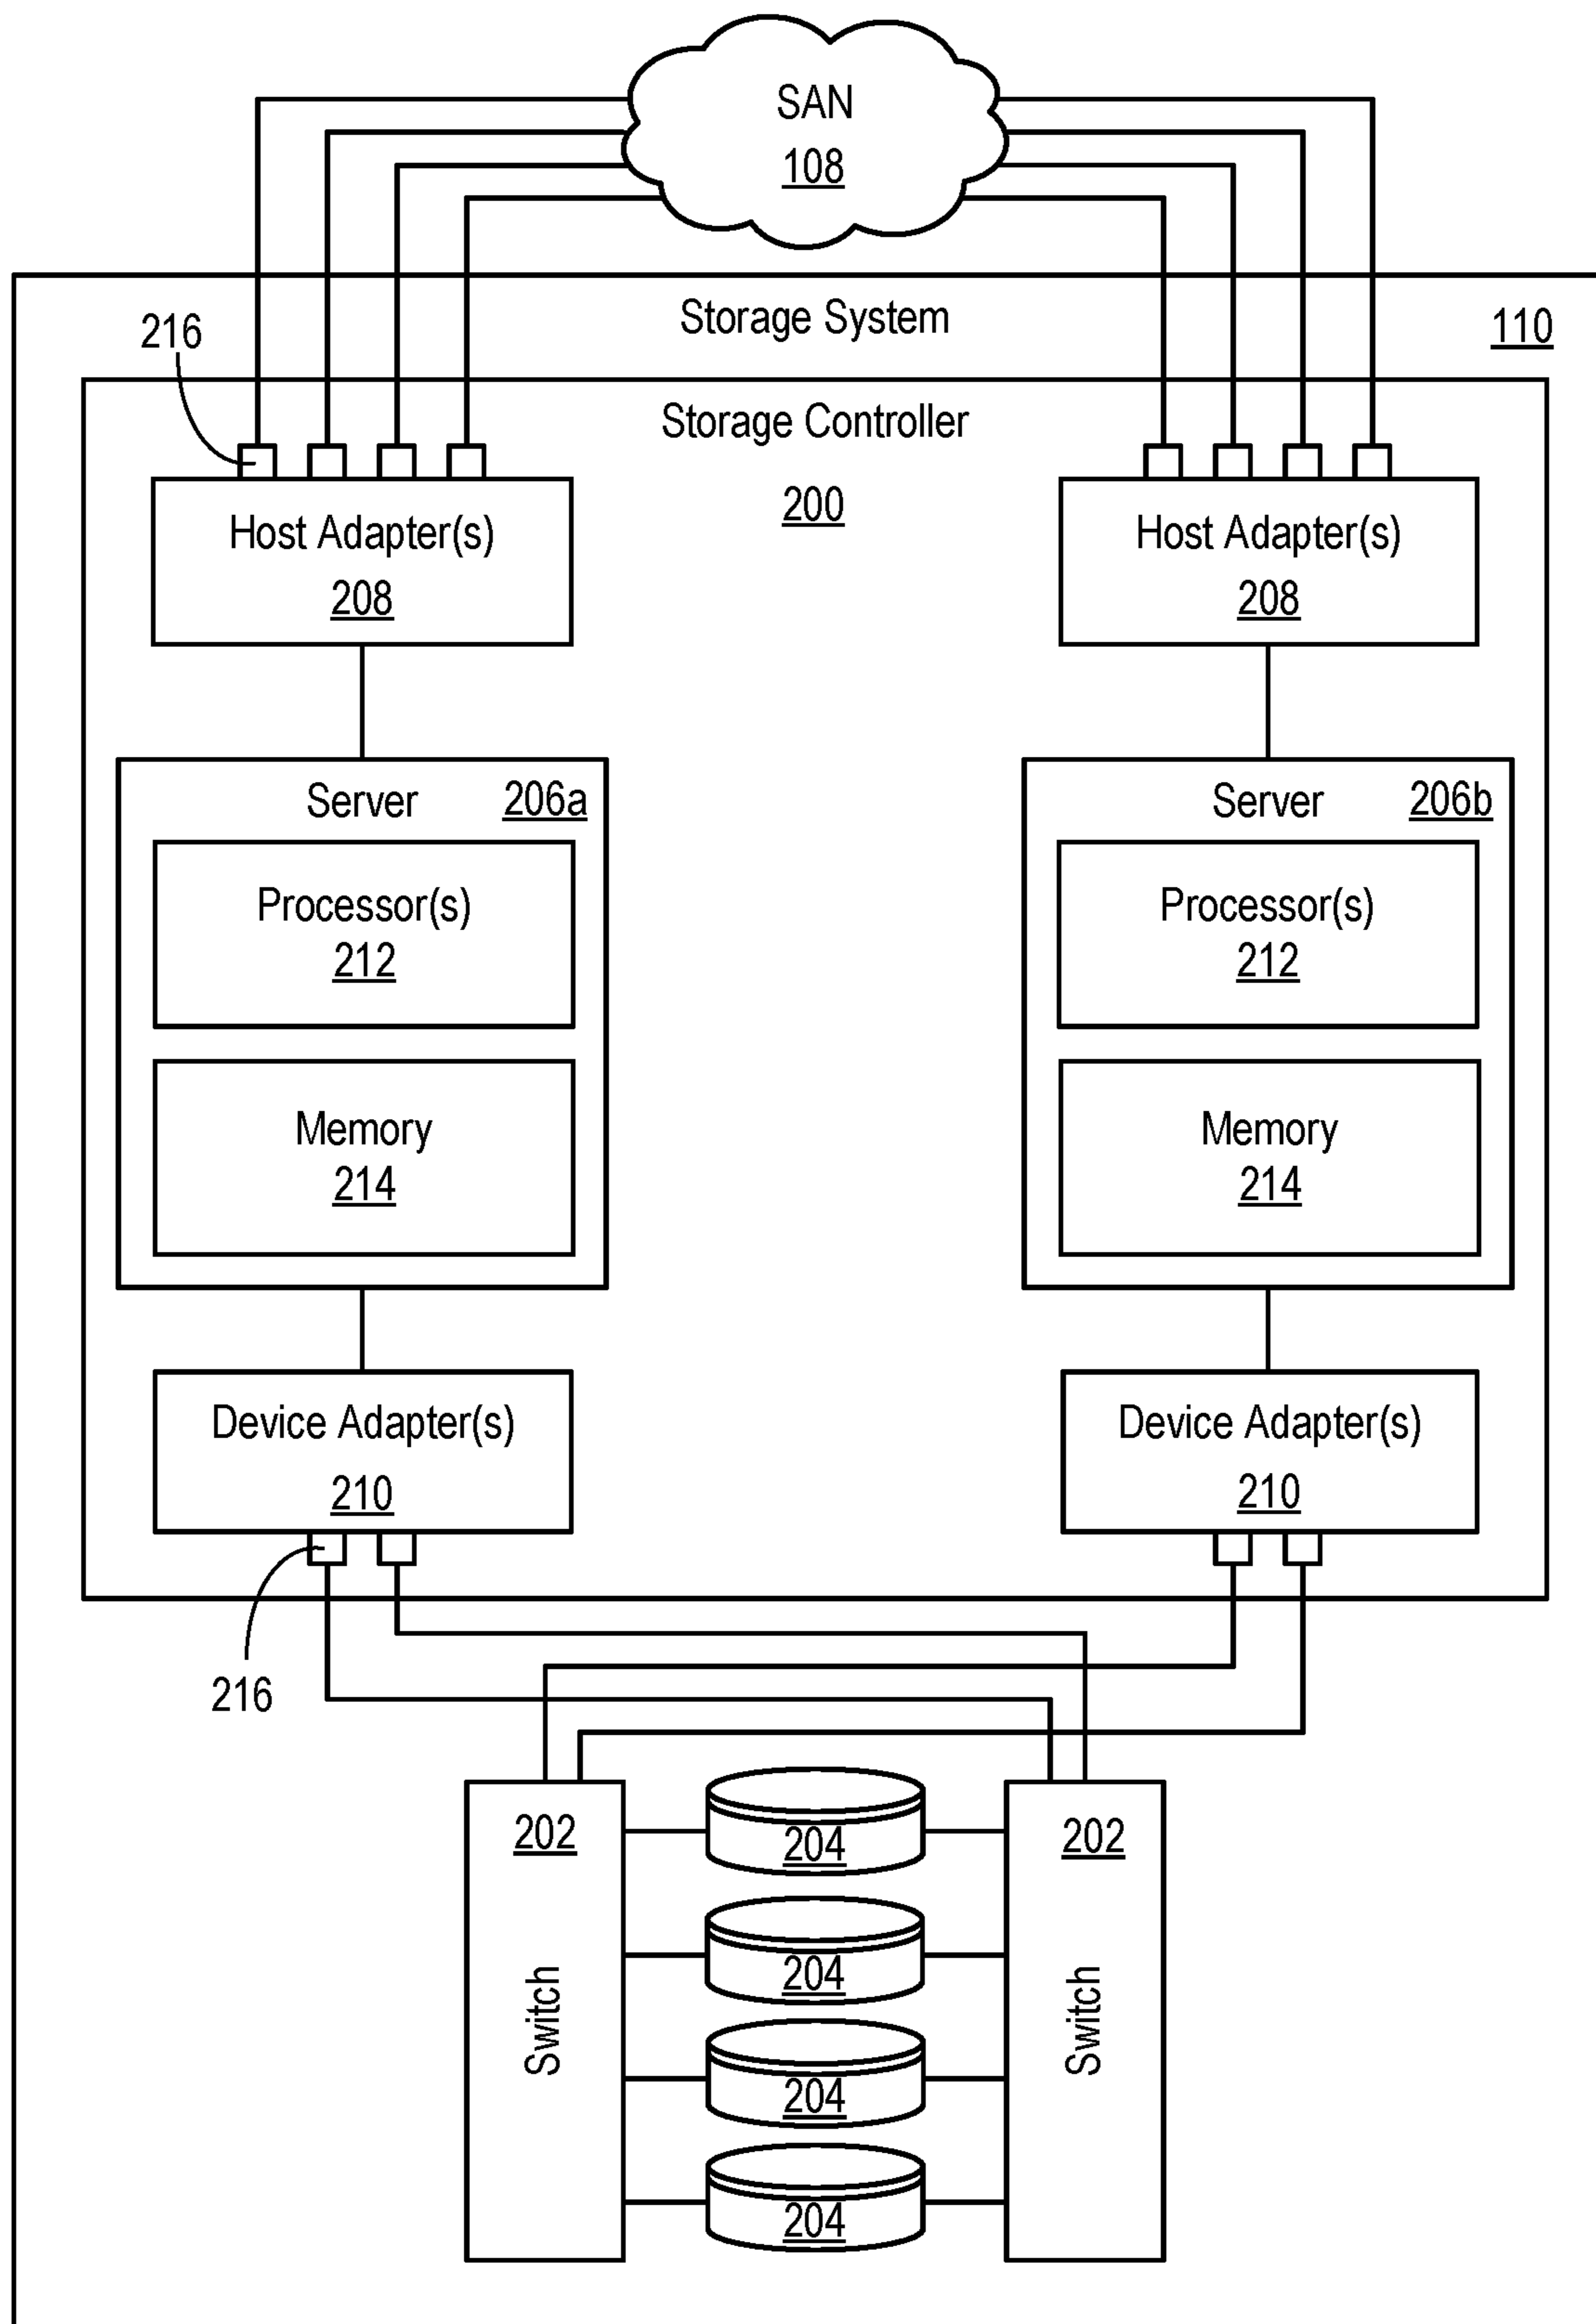 SAN
108
Storage System
110
216
Storage Controller
200
Host Adapter(s)
208
Host Adapter(s)
208
Server
206a
Server
206b
Processor(s)
212
Processor(s)
212
Memory
214
Memory
214
Device Adapter(s)
210
Device Adapter(s)
210
216
202
Switch
204
204
204
204
202
Switch